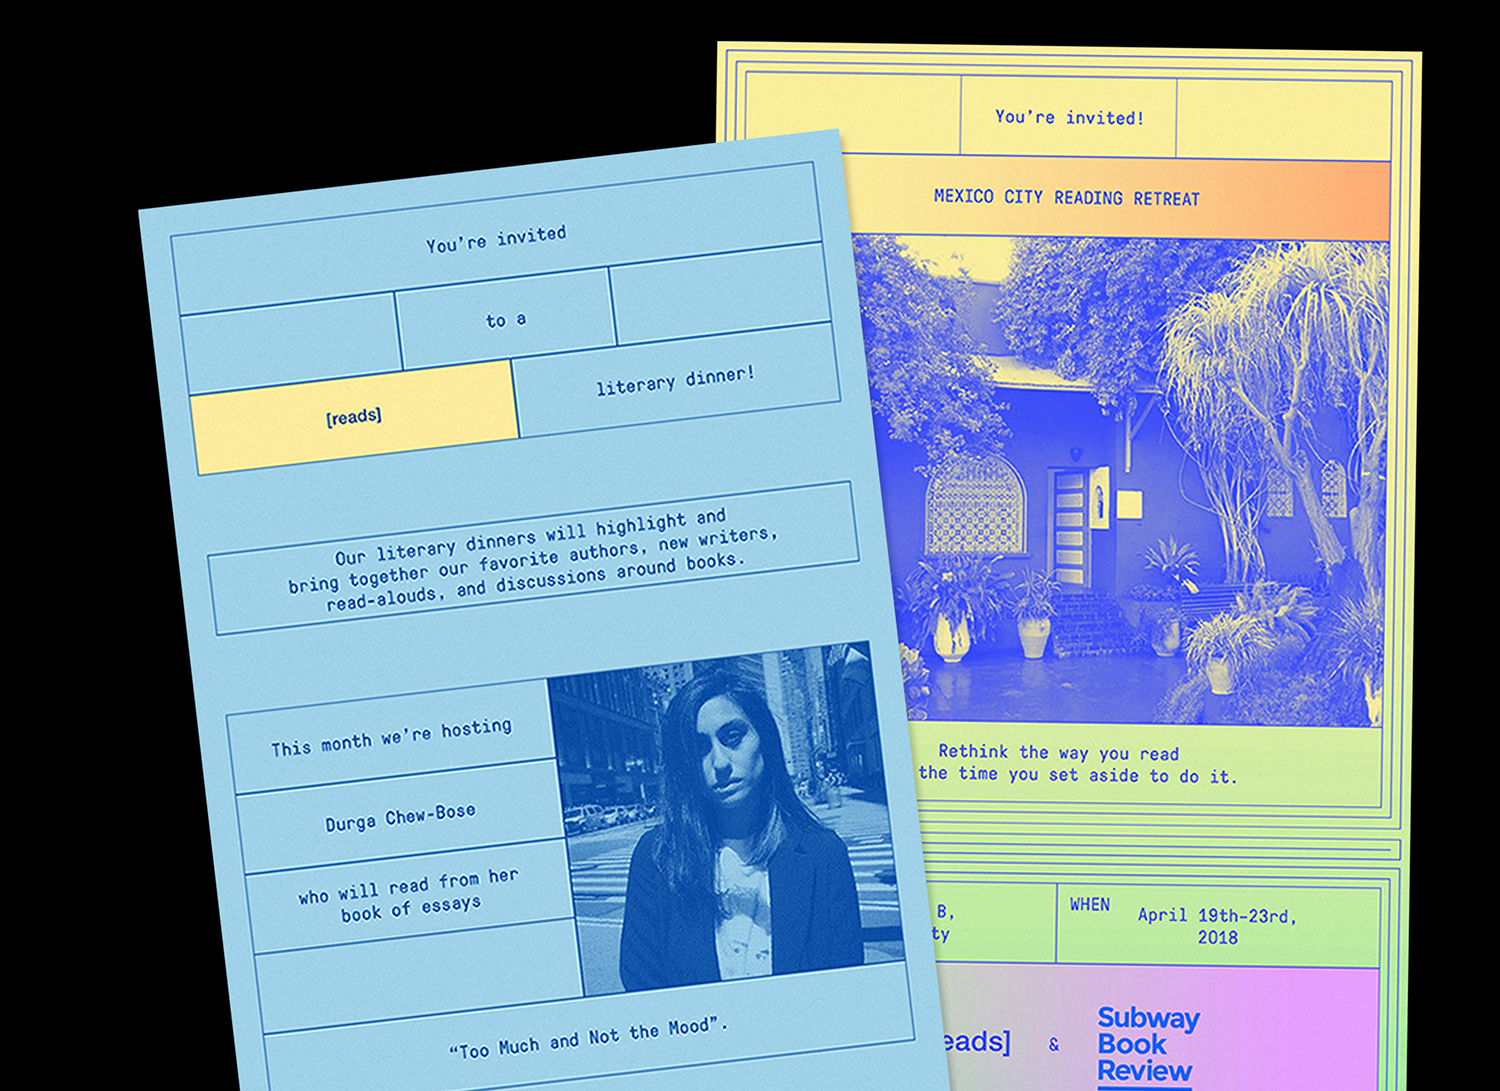 You're invited
to a
[reads]
literary dinner!
Our literary dinners will highlight and
bring together our favorite authors, new writers,
read-alouds, and discussions around books.
This month we're hosting
Durga Chew-Bose
who will read from her
book of essays
“Too Much and Not the Mood”.
You're invited!
MEXICO CITY READING RETREAT
Rethink the way you read
the time you set aside to do it.
B,
WHEN
April 19th-23rd,
2018
&
Subway
Book
Review